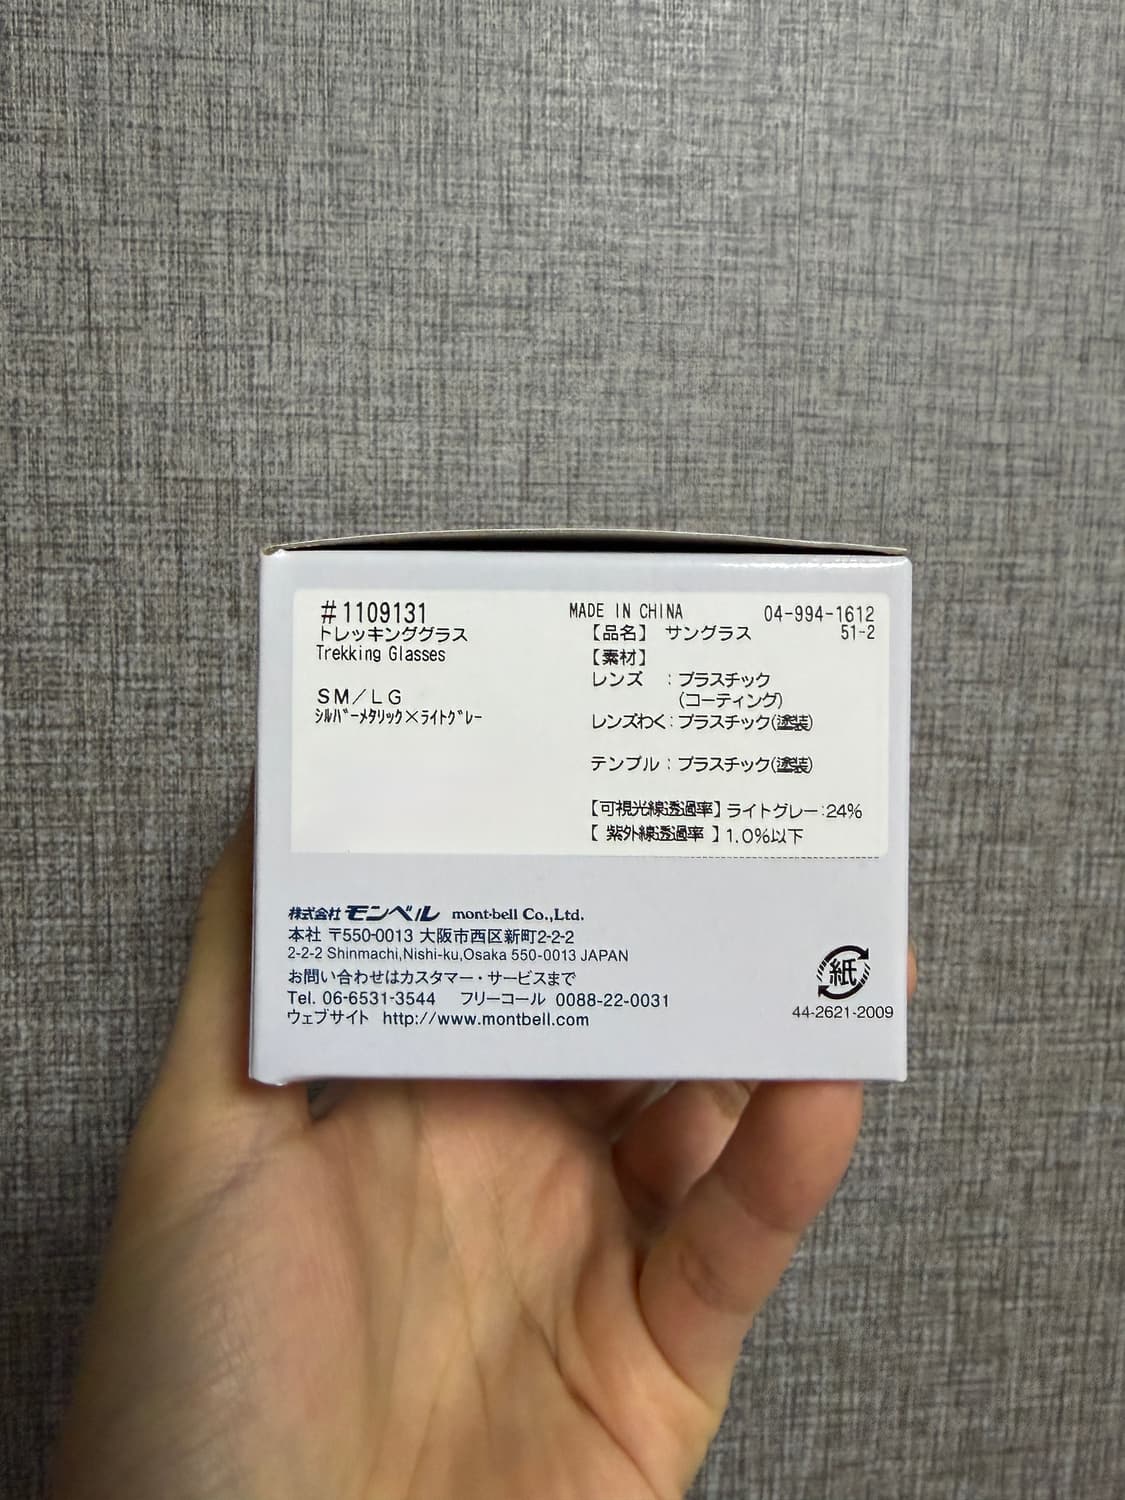 #1109131
トレッキンググラス
Trekking Glasses
SM/LG
ｼﾙﾊﾞｰﾒﾀﾘｯｸ×ﾗｲﾄｸﾞﾚｰ
MADE IN CHINA 04-994-1612
【品名】 サングラス 51-2
【素材】
レンズ :プラスチック
(コーティング)
レンズわく:プラスチック(塗装)
テンプル:プラスチック(塗装)
【可視光線透過率】ライトグレー:24%
【 紫外線透過率 】1.0%以下
株式会社モンベル mont-bell Co.,Ltd.
本社 〒550-0013 大阪市西区新町2-2-2
2-2-2 Shinmachi,Nishi-ku,Osaka 550-0013 JAPAN
お問い合わせはカスタマー・サービスまで
Tel. 06-6531-3544 フリーコール 0088-22-0031
ウェブサイト http://www.montbell.com
紙
44-2621-2009